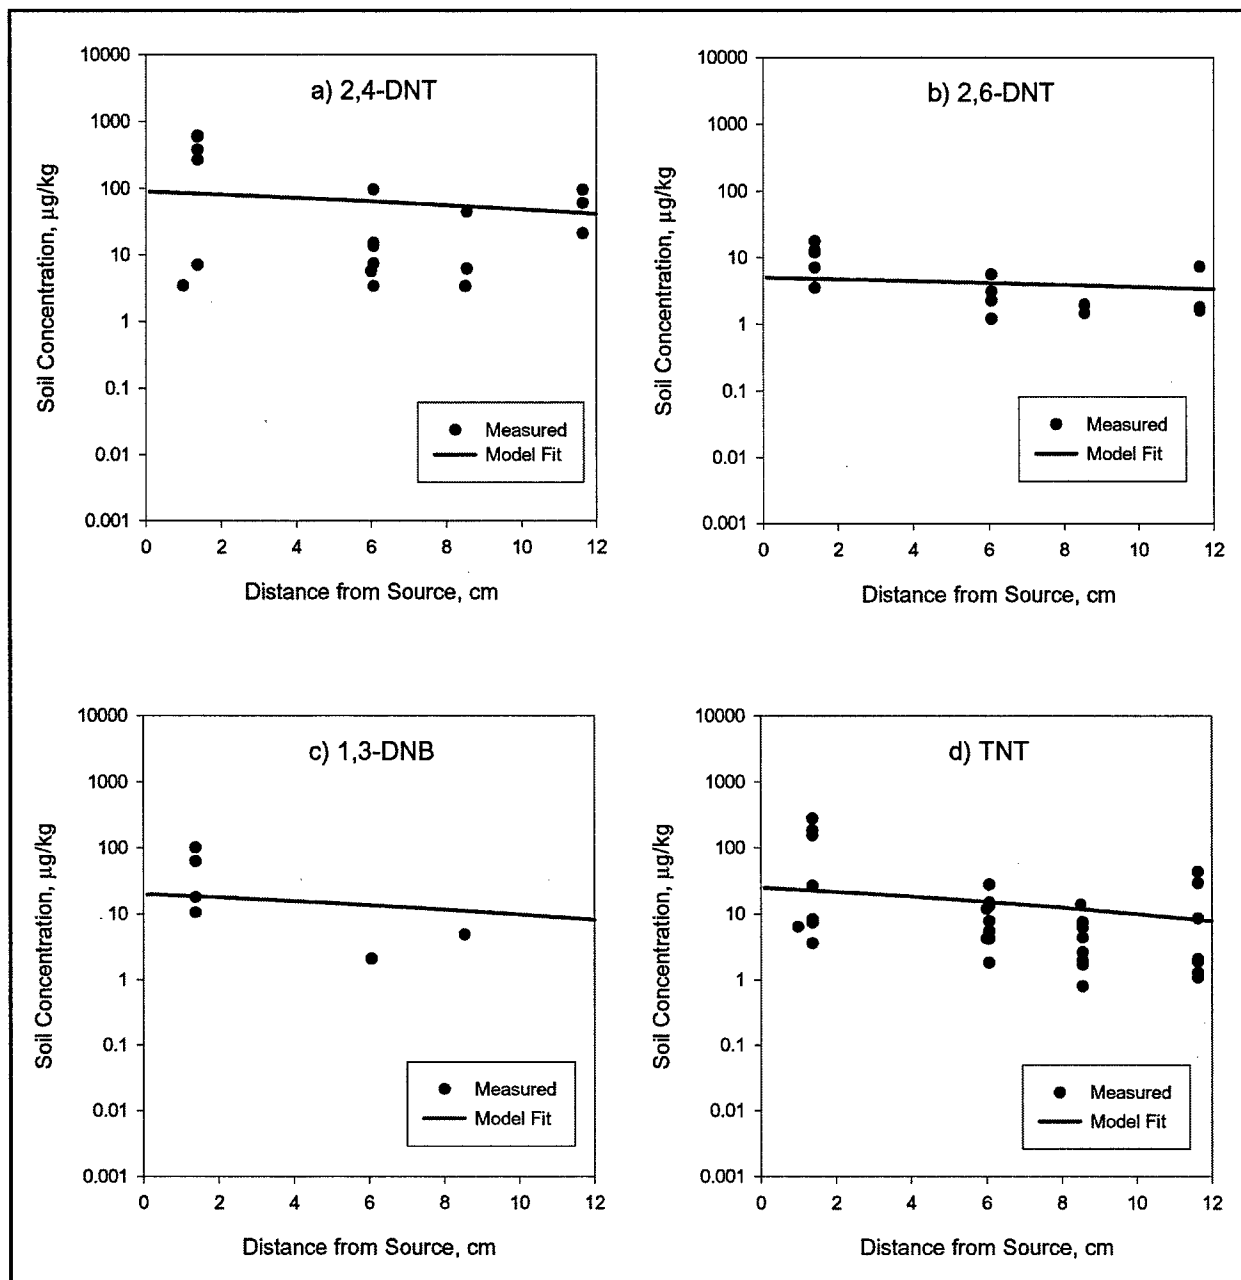 a) 2,4-DNT
Soil Concentration, μg/kg
10000
1000
100
10
1
0.1
0.01
0.001
Measured
Model Fit
0 2 4 6 8 10 12
Distance from Source, cm
b) 2,6-DNT
Soil Concentration, μg/kg
10000
1000
100
10
1
0.1
0.01
0.001
Measured
Model Fit
0 2 4 6 8 10 12
Distance from Source, cm
c) 1,3-DNB
Soil Concentration, μg/kg
10000
1000
100
10
1
0.1
0.01
0.001
Measured
Model Fit
0 2 4 6 8 10 12
Distance from Source, cm
d) TNT
Soil Concentration, μg/kg
10000
1000
100
10
1
0.1
0.01
0.001
Measured
Model Fit
0 2 4 6 8 10 12
Distance from Source, cm